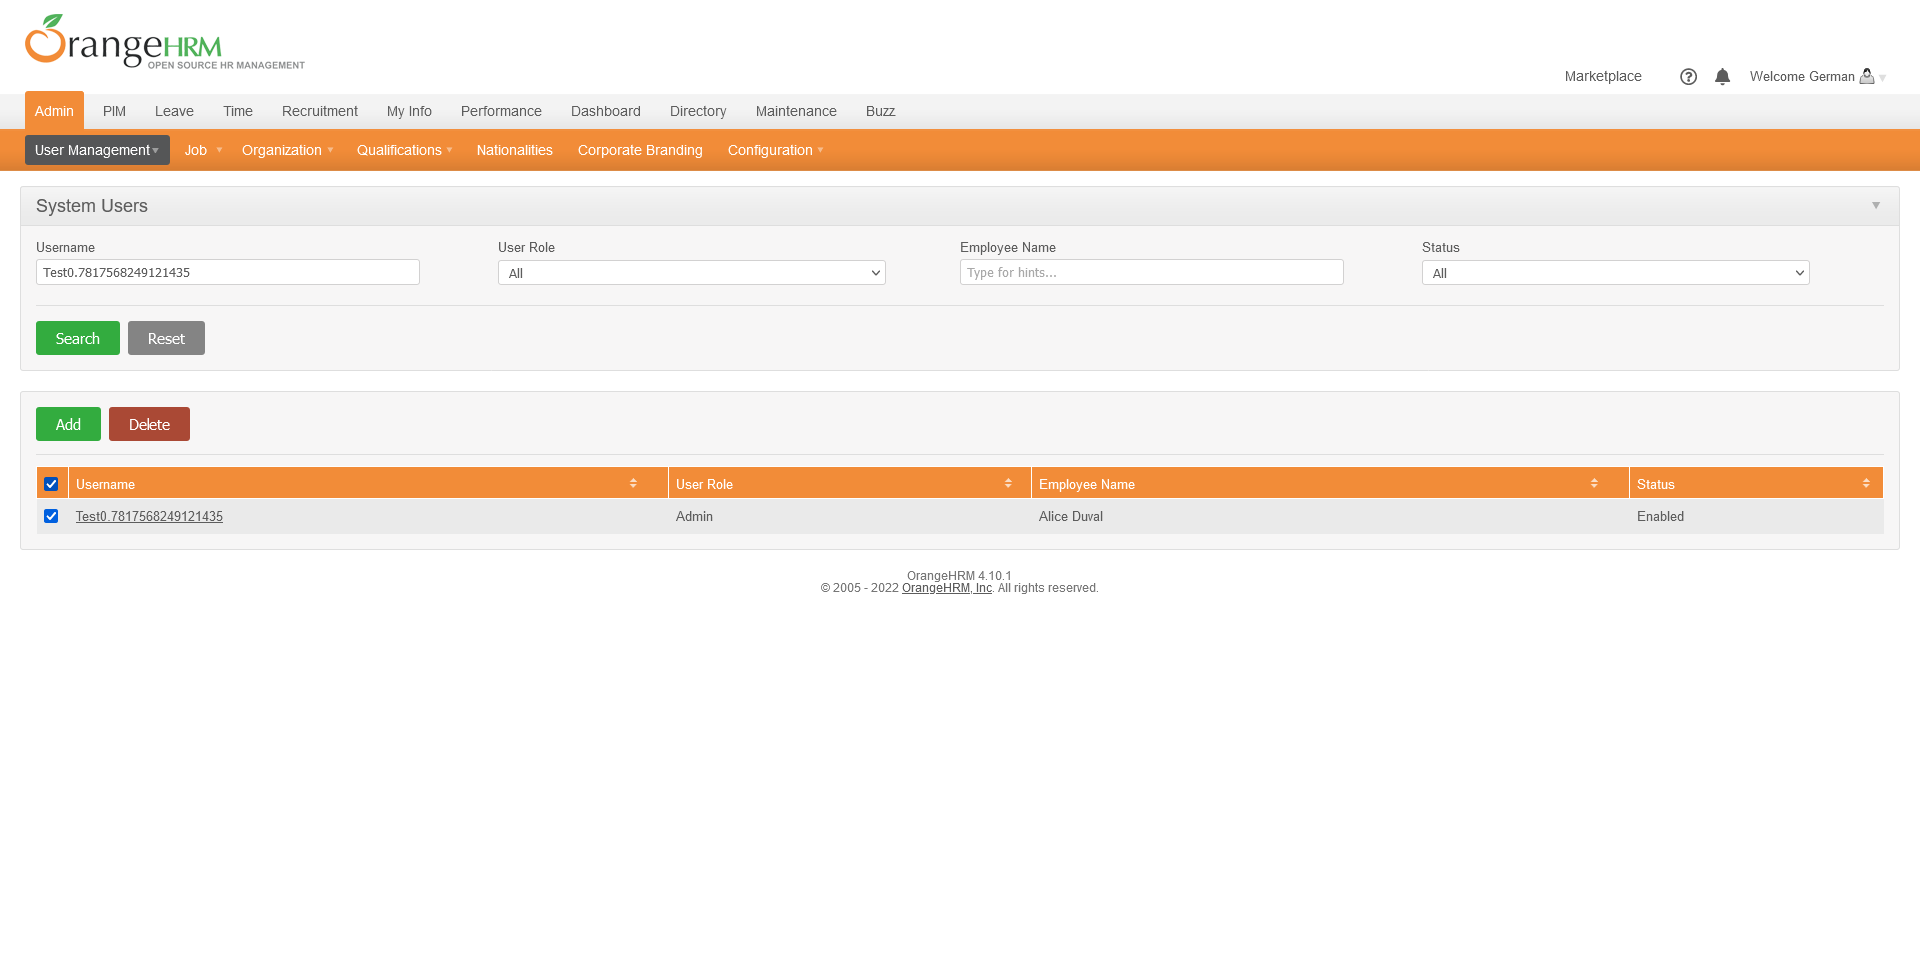 OrangeHRM
OPEN SOURCE HR MANAGEMENT
Marketplace Welcome German
Admin PIM Leave Time Recruitment My Info Performance Dashboard Directory Maintenance Buzz
User Management Job Organization Qualifications Nationalities Corporate Branding Configuration
System Users
Username User Role Employee Name Status
Test0.7817568249121435 All Type for hints... All
Search Reset
Add Delete
Username User Role Employee Name Status
Test0.7817568249121435 Admin Alice Duval Enabled
OrangeHRM 4.10.1
© 2005 - 2022 OrangeHRM, Inc. All rights reserved.